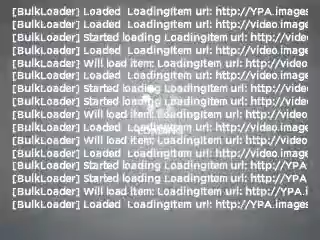 [BulkLoader] Loaded LoadingItem url: http://YPA.image
[BulkLoader] Loaded LoadingItem url: http://video.image
[BulkLoader] Started loading LoadingItem url: http://vide
[BulkLoader] Loaded LoadingItem url: http://video.image
[BulkLoader] Will load item: LoadingItem url: http://vide
[BulkLoader] Loaded LoadingItem url: http://video.image
[BulkLoader] Started loading LoadingItem url: http://vide
[BulkLoader] Started loading LoadingItem url: http://vide
[BulkLoader] Will load item: LoadingItem url: http://vide
[BulkLoader] Loaded LoadingItem url: http://video.image
[BulkLoader] Will load item: LoadingItem url: http://vide
[BulkLoader] Loaded LoadingItem url: http://video.image
[BulkLoader] Started loading LoadingItem url: http://YPA
[BulkLoader] Started loading LoadingItem url: http://YPA
[BulkLoader] Will load item: LoadingItem url: http://YPA.i
[BulkLoader] Loaded LoadingItem url: http://YPA.image